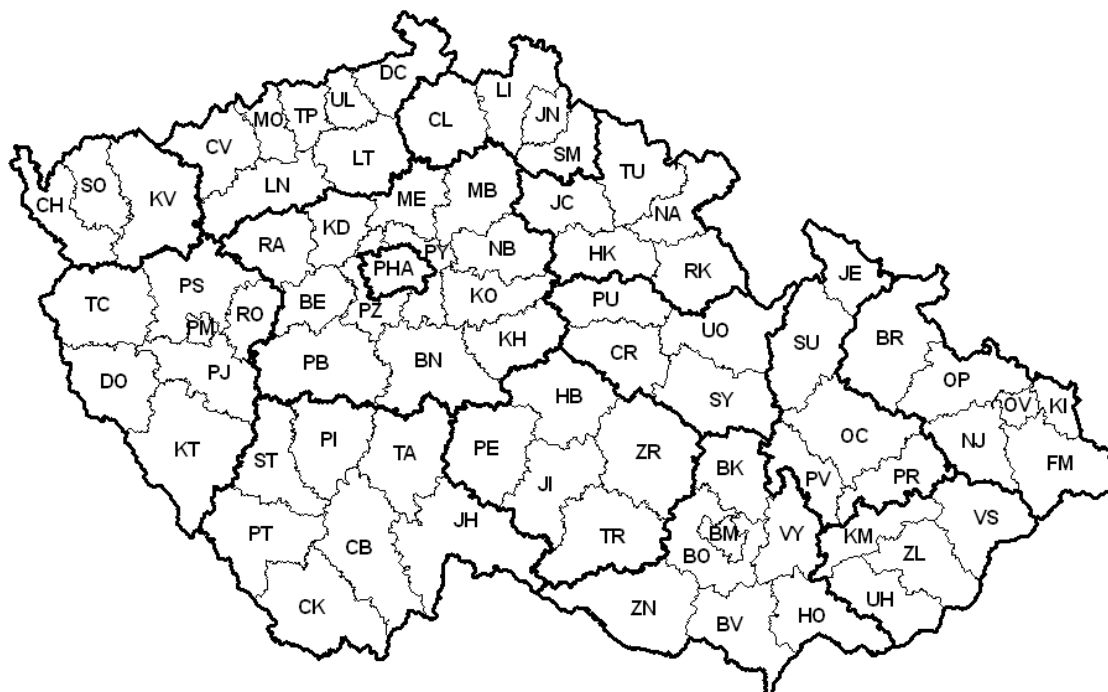 DC
LI
UL
MO
TP
JN
CL
CV
LT
SM
TU
SO
LN
MB
KV
ME
JC
CH
NA
KD
RA
PY
NB
HK
PHA
RK
JE
PS
KO
TC
BE
PU
RO
PZ
PM
UO
BR
CR
KH
SU
PB
BN
PJ
DO
OP
HB
SY
OV
KI
PI
OC
NJ
KT
TA
PE
ZR
ST
FM
BK
PV
PR
JI
VS
JH
PT
TR
BM
VY
KM
CB
BO
ZL
UH
CK
ZN
HO
BV